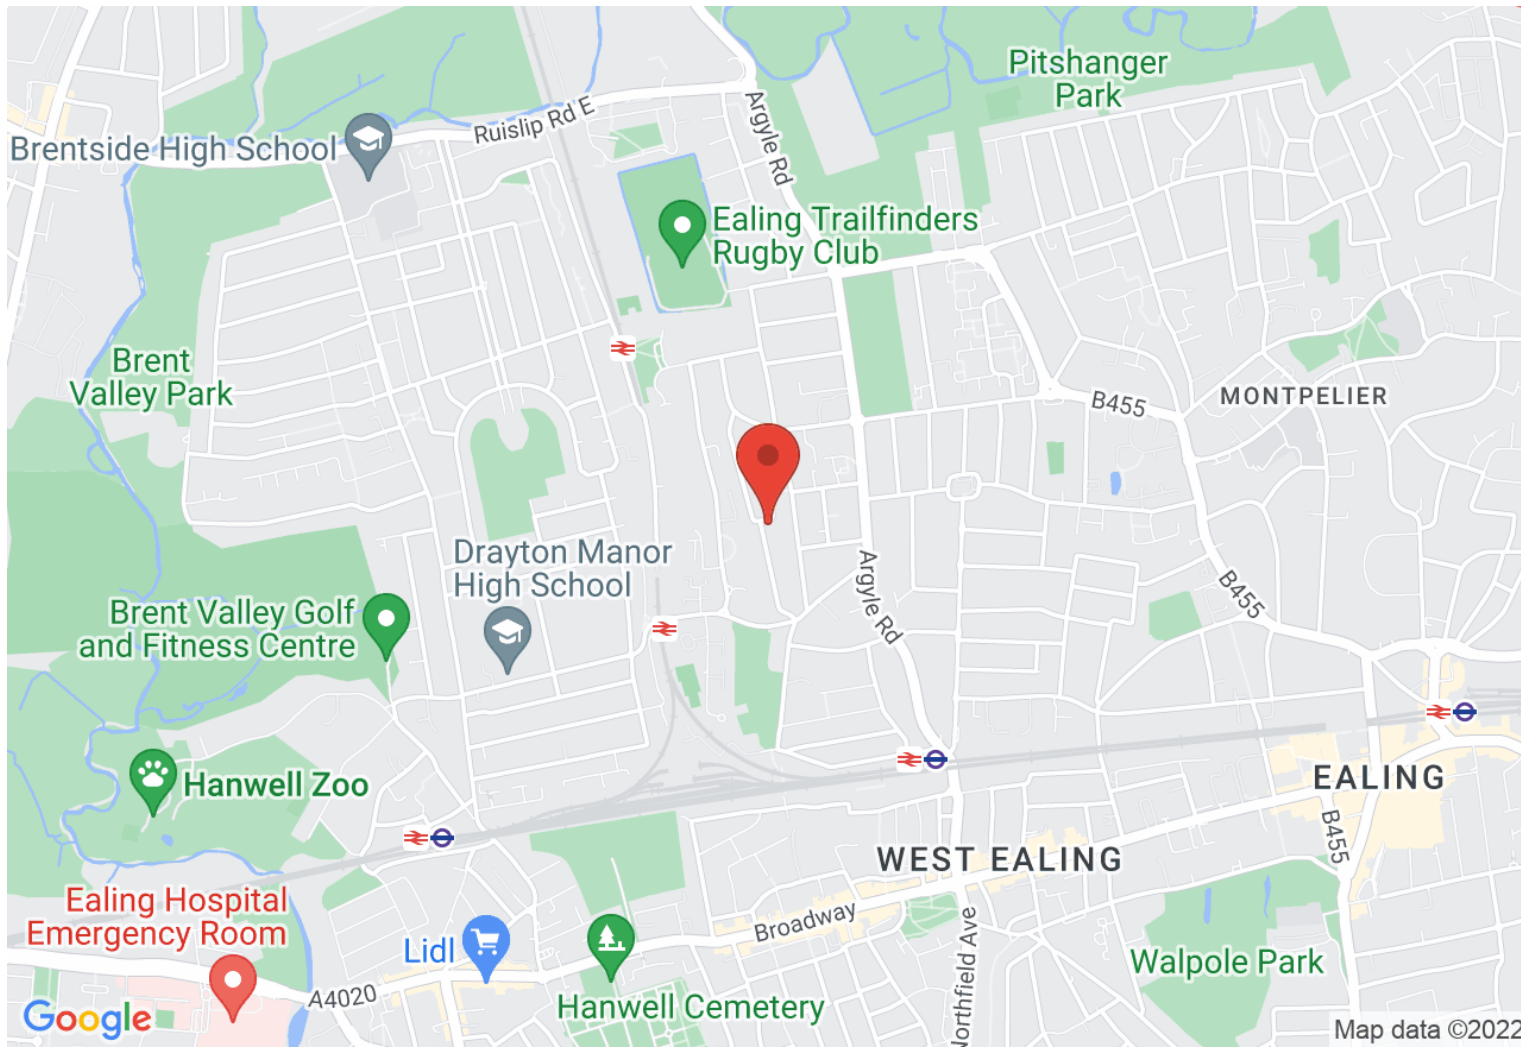 Pitshanger
Park
Argyle Rd
Ruislip Rd E
Brentside High School
Ealing Trailfinders
Rugby Club
Brent
Valley Park
B455
MONTPELIER
Drayton Manor
High School
Argyle Rd
B455
Brent Valley Golf
and Fitness Centre
Hanwell Zoo
EALING
B455
WEST EALING
Ealing Hospital
Emergency Room
Lidl
Broadway
Northfield Ave
Walpole Park
A4020
Hanwell Cemetery
Google
Map data ©2022